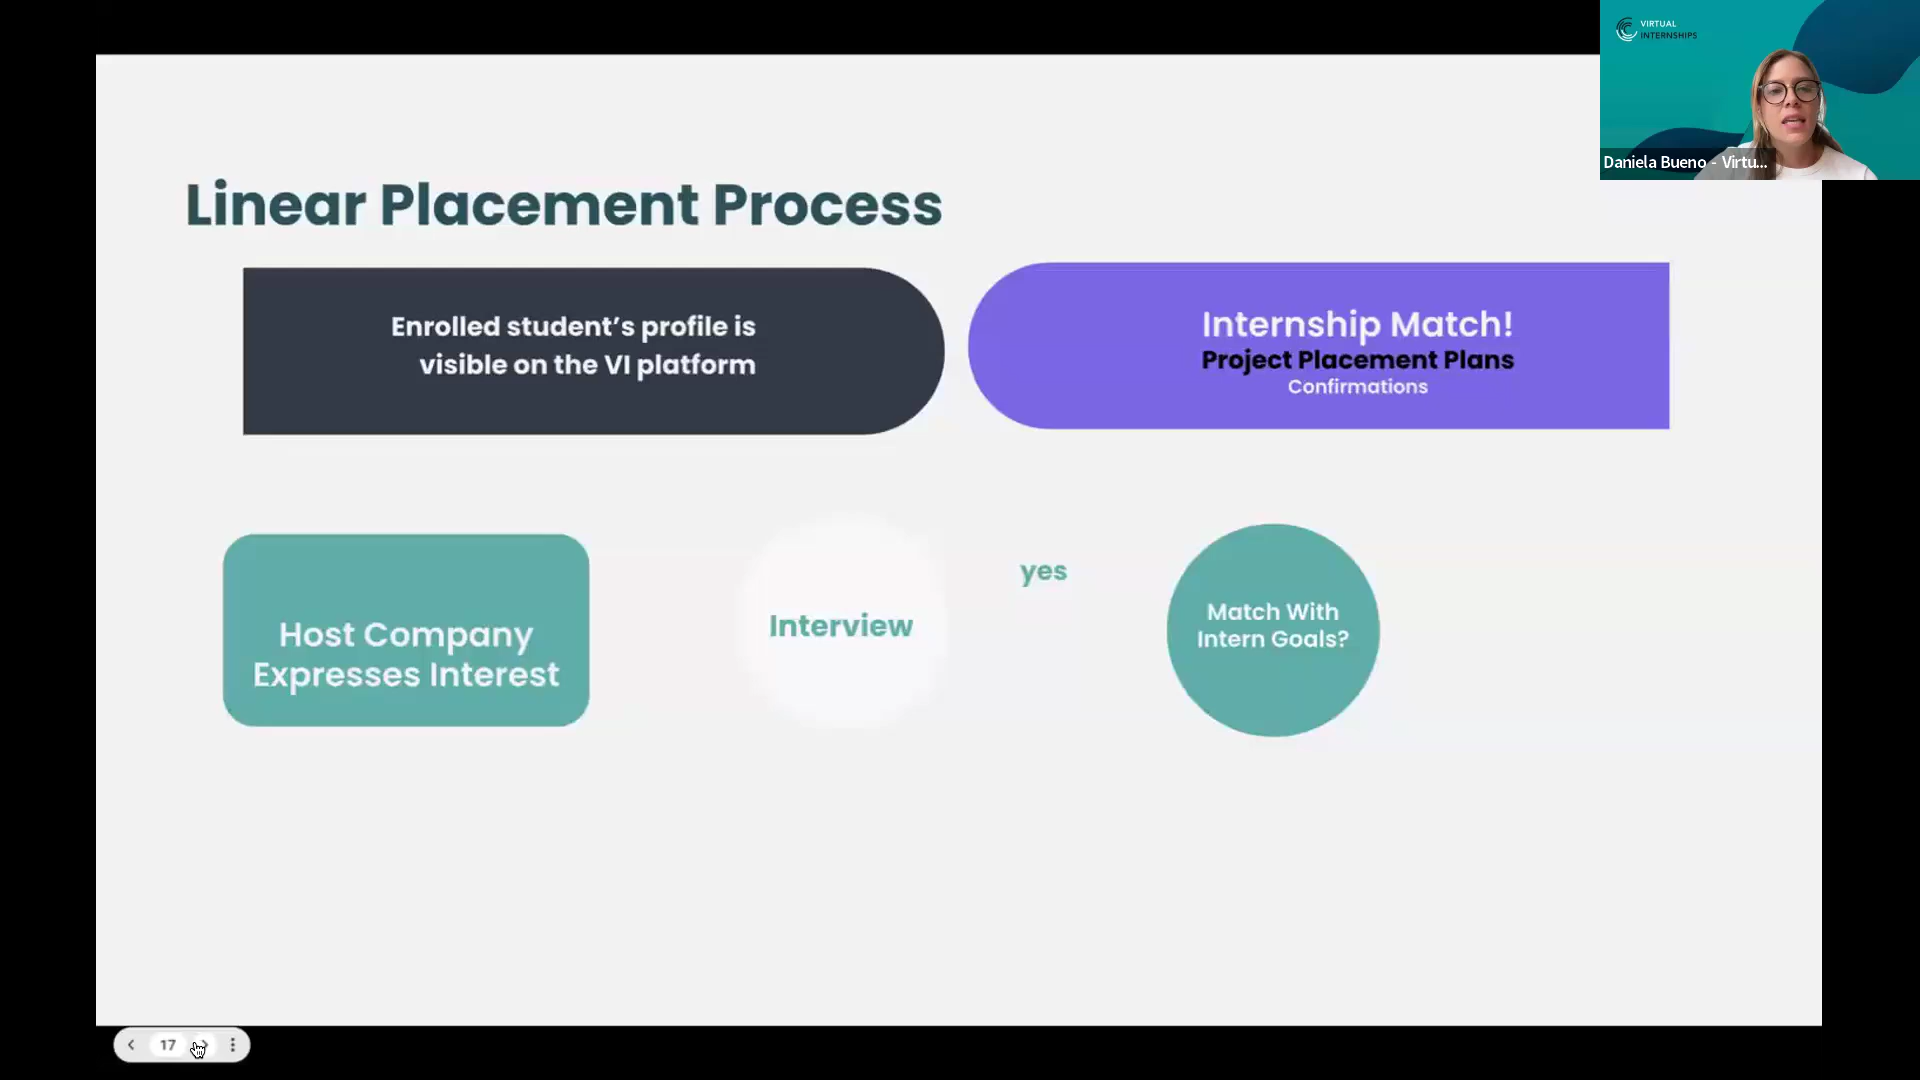 VIRTUAL
INTERNSHIPS
Daniela Bueno - Virtu...
Linear Placement Process
Enrolled student’s profile is
visible on the VI platform
Internship Match!
Project Placement Plans
Confirmations
Host Company
Expresses Interest
Interview
yes
Match With
Intern Goals?
17